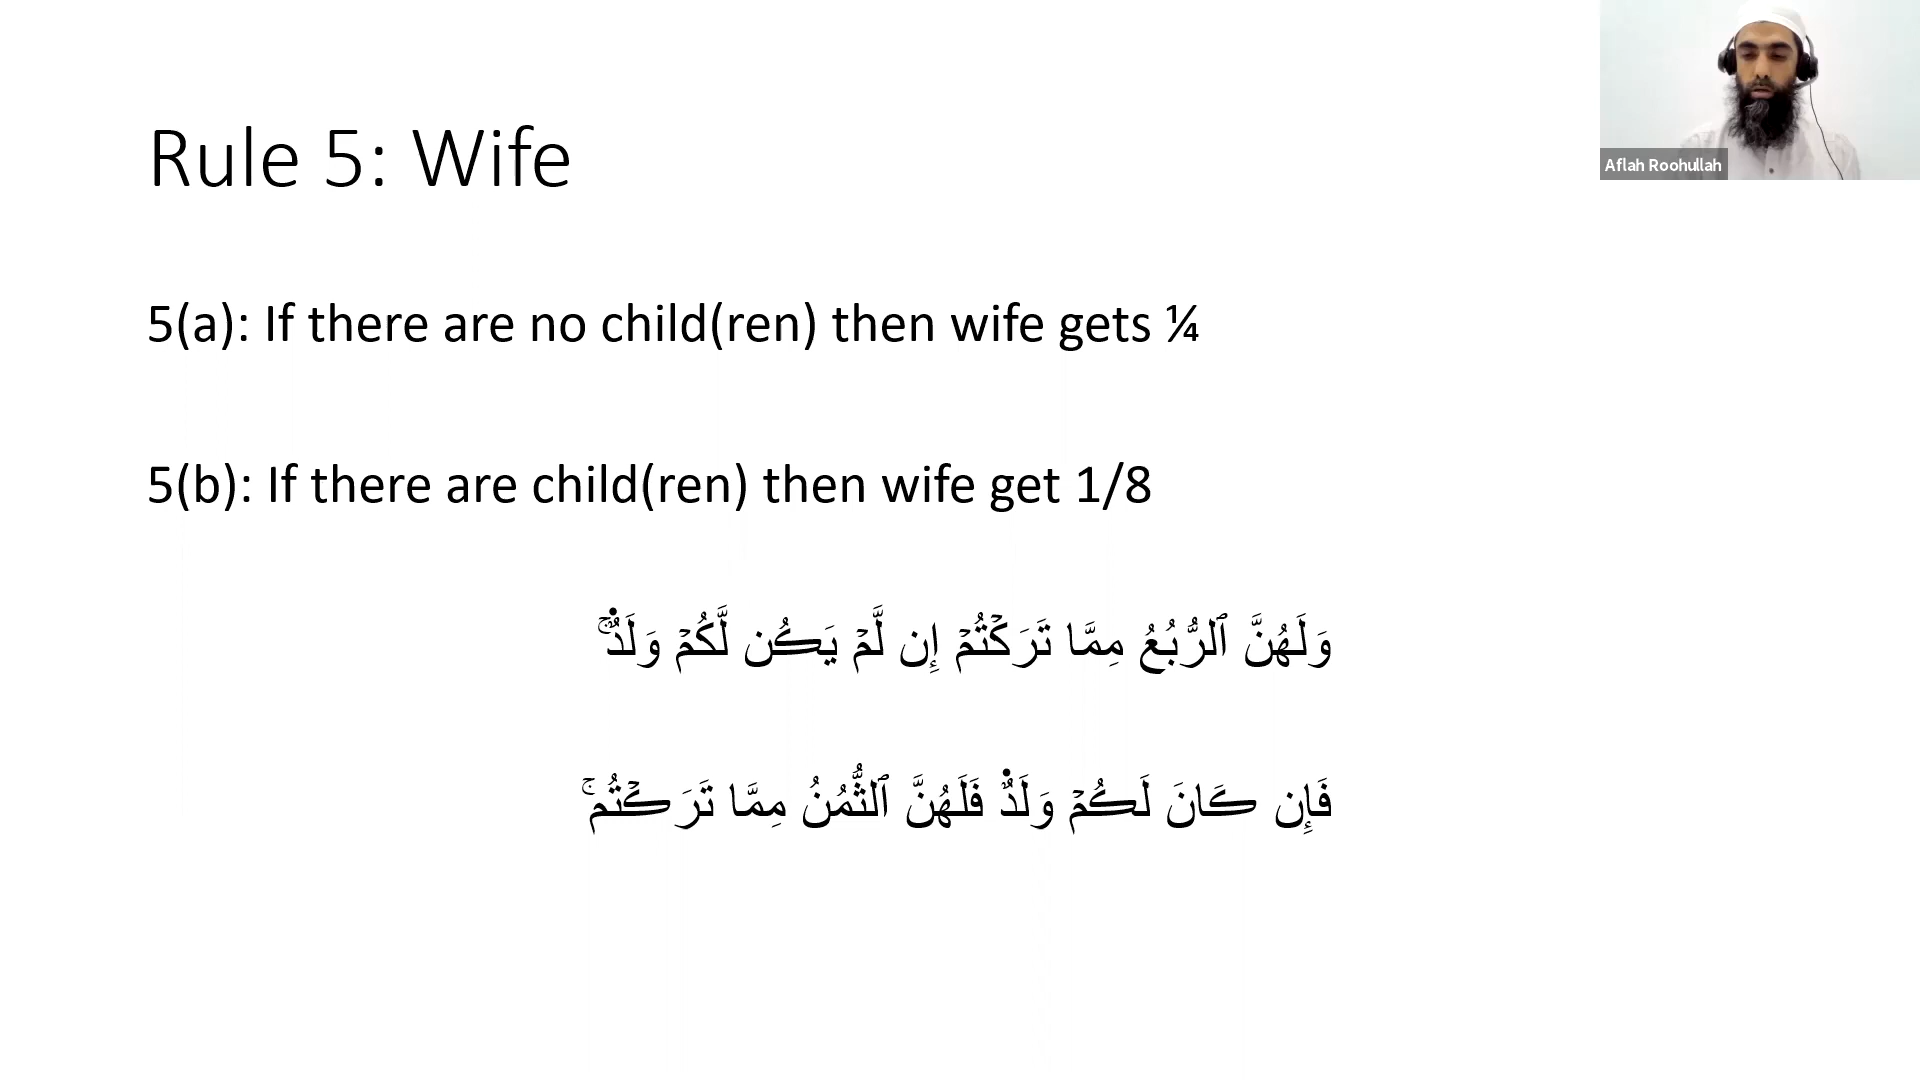 Aflah Roohullah
Rule 5: Wife
5(a): If there are no child(ren) then wife gets ¼
5(b): If there are child(ren) then wife get 1/8
وَلَهُنَّ ٱلرُّبُعُ مِمَّا تَرَكْتُمْ إِن لَّمْ يَكُن لَّكُمْ وَلَدٌۭ ۚ
فَإِن كَانَ لَكُمْ وَلَدٌۭ فَلَهُنَّ ٱلثُّمُنُ مِمَّا تَرَكْتُم ۚ